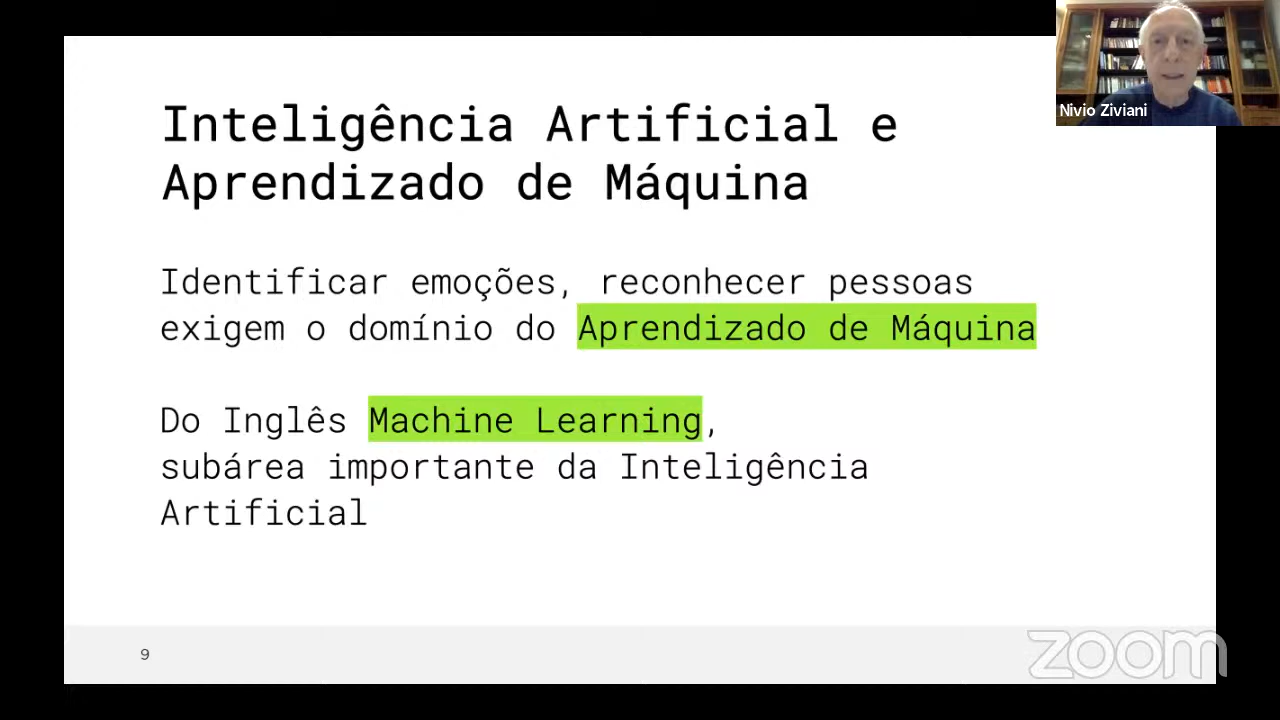 Nivio Ziviani
Inteligência Artificial e
Aprendizado de Máquina
Identificar emoções, reconhecer pessoas
exigem o domínio do Aprendizado de Máquina
Do Inglês Machine Learning,
subárea importante da Inteligência
Artificial
9
zoom